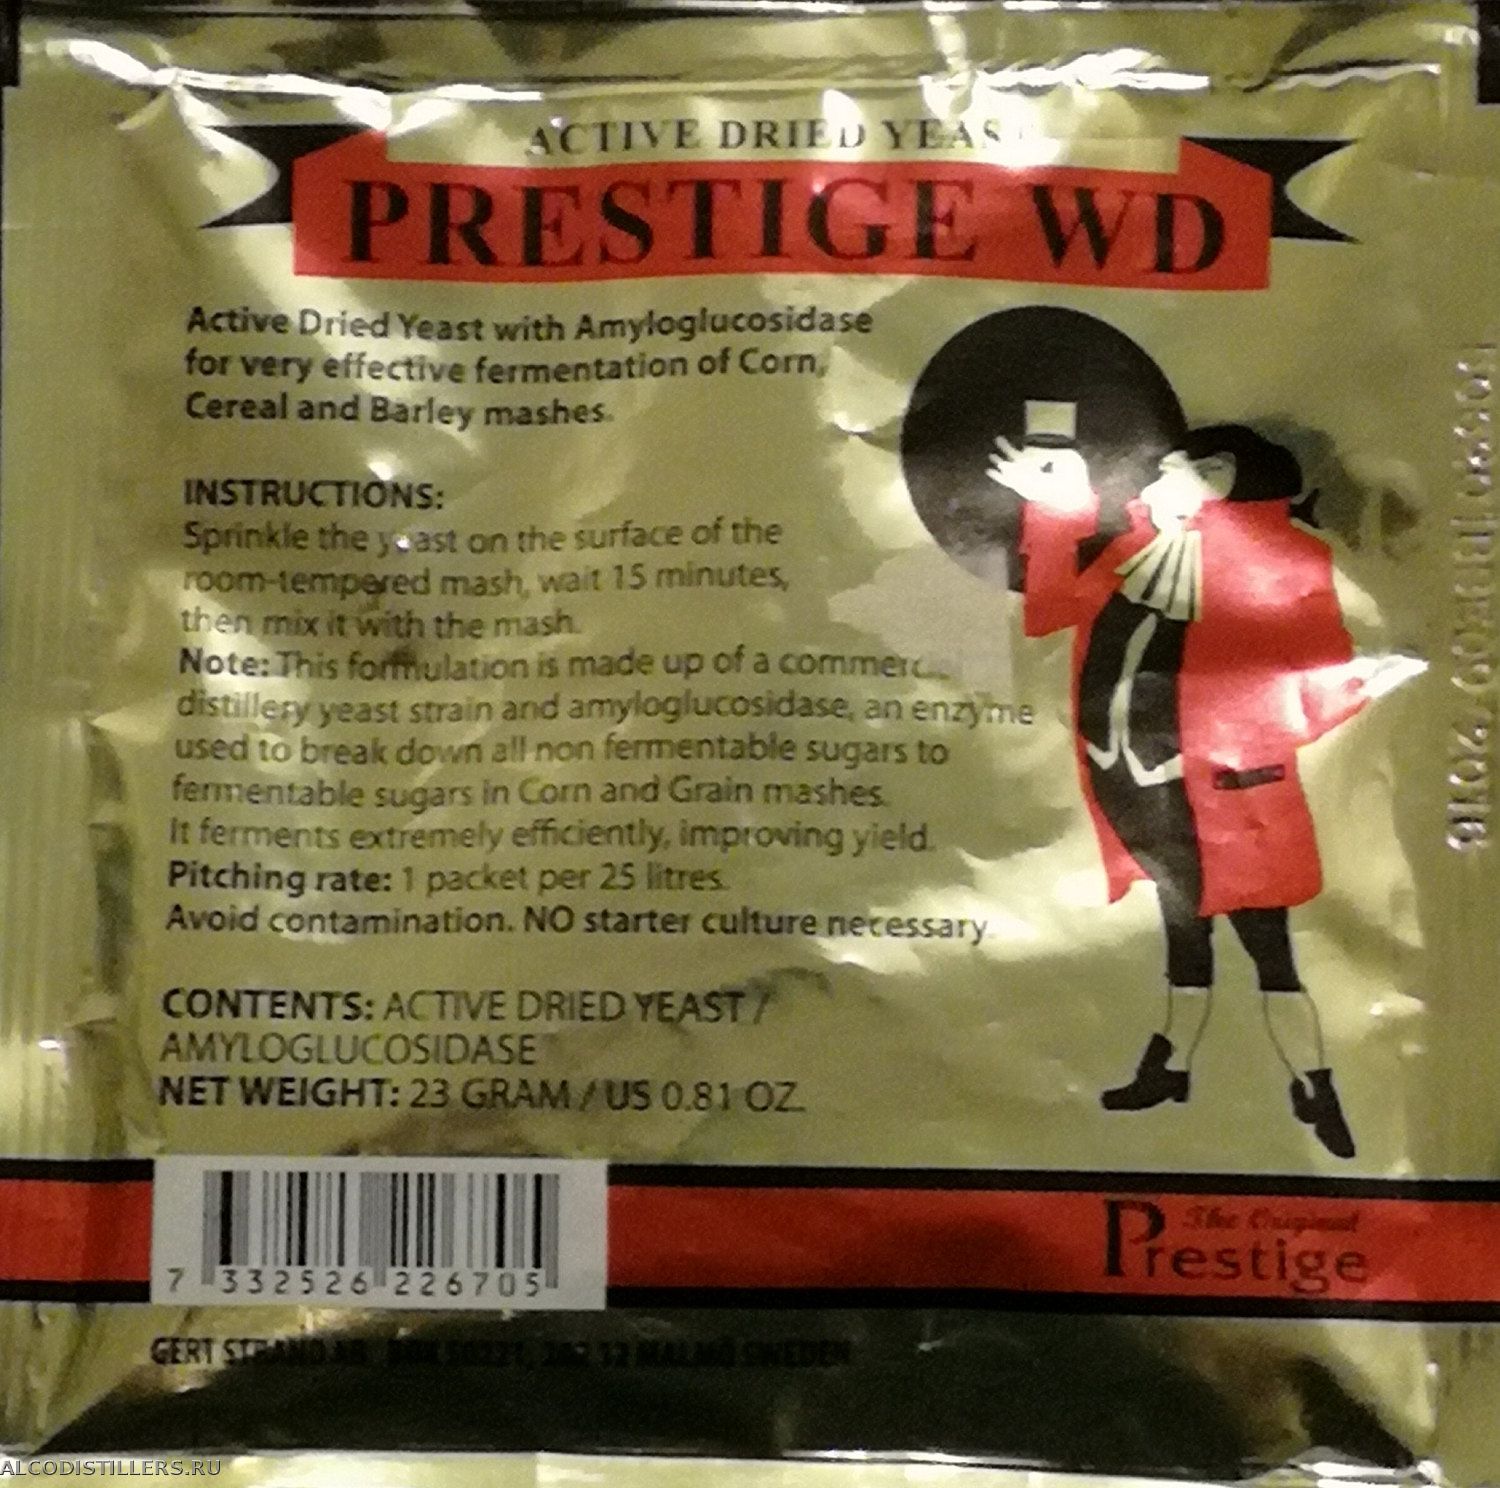 ACTIVE DRIED YEAST
PRESTIGE WD
Active Dried Yeast with Amyloglucosidase
for very effective fermentation of Corn,
Cereal and Barley mashes.
INSTRUCTIONS:
Sprinkle the yeast on the surface of the
room-tempered mash, wait 15 minutes,
then mix it with the mash.
Note: This formulation is made up of a
distillery yeast strain and amyloglucosidase, an enzyme
used to break down all non fermentable sugars to
fermentable sugars in Corn and Grain mashes.
It ferments extremely efficiently, improving yield.
Pitching rate: 1 packet per 25 litres.
Avoid contamination. NO starter culture necessary.
CONTENTS: ACTIVE DRIED YEAST /
AMYLOGLUCOSIDASE
NET WEIGHT: 23 GRAM / US 0.81 OZ.
7 332526 226705
The Original
Prestige
GERT STRAND AB, BOX 50221, 202 12 MALMÖ SWEDEN
ALCODISTILLERS.RU